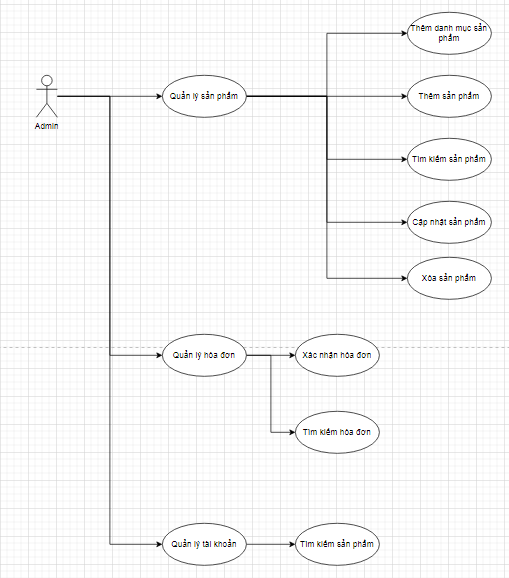 Thêm danh mục sản
phẩm
Quản lý sản phẩm
Thêm sản phẩm
Admin
Tìm kiếm sản phẩm
Cập nhật sản phẩm
Xóa sản phẩm
Quản lý hóa đơn
Xác nhận hóa đơn
Tìm kiếm hóa đơn
Quản lý tài khoản
Tìm kiếm sản phẩm